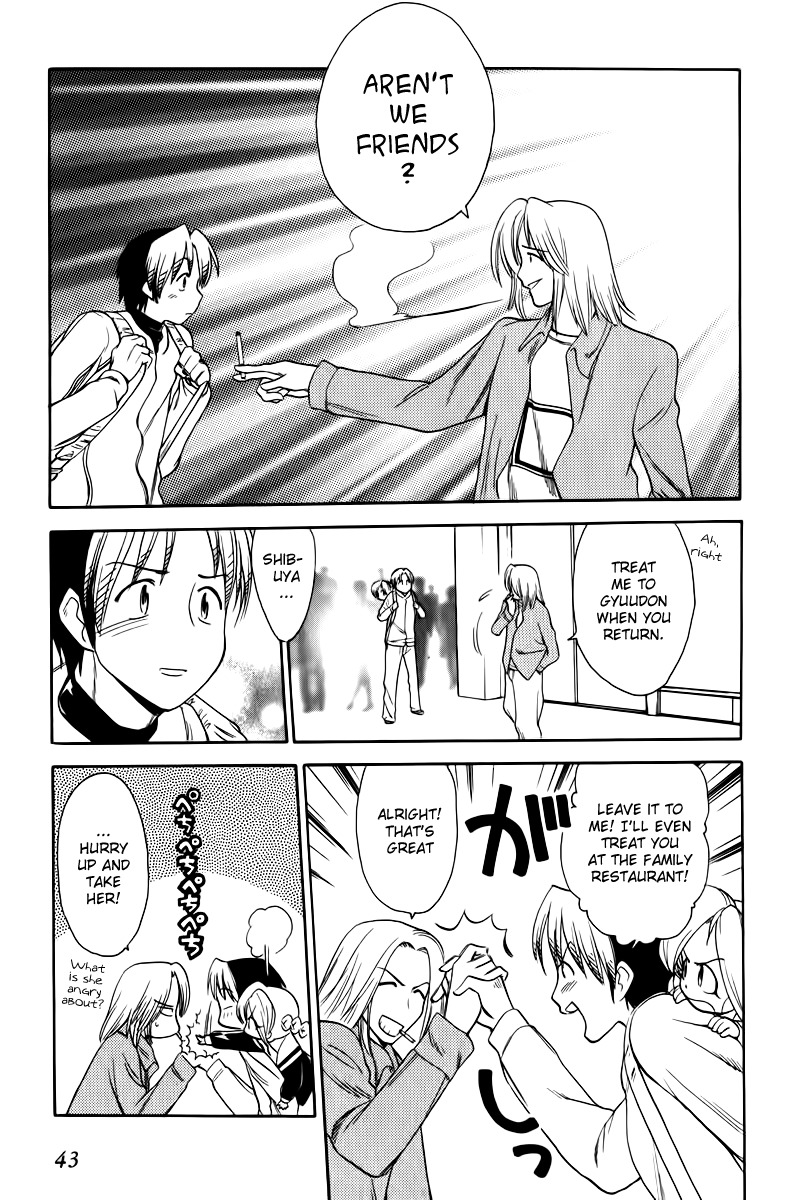 AREN'T
WE
FRIENDS
?
Ah,
right
TREAT
ME TO
GYUUDON
WHEN YOU
RETURN.
SHIB-
UYA
...
LEAVE IT TO
ME! I'LL EVEN
TREAT YOU
AT THE FAMILY
RESTAURANT!
ALRIGHT!
THAT'S
GREAT
がしっ
ぺちぺちぺちぺち
...
HURRY
UP AND
TAKE
HER!
What
is she
angry
about?
43